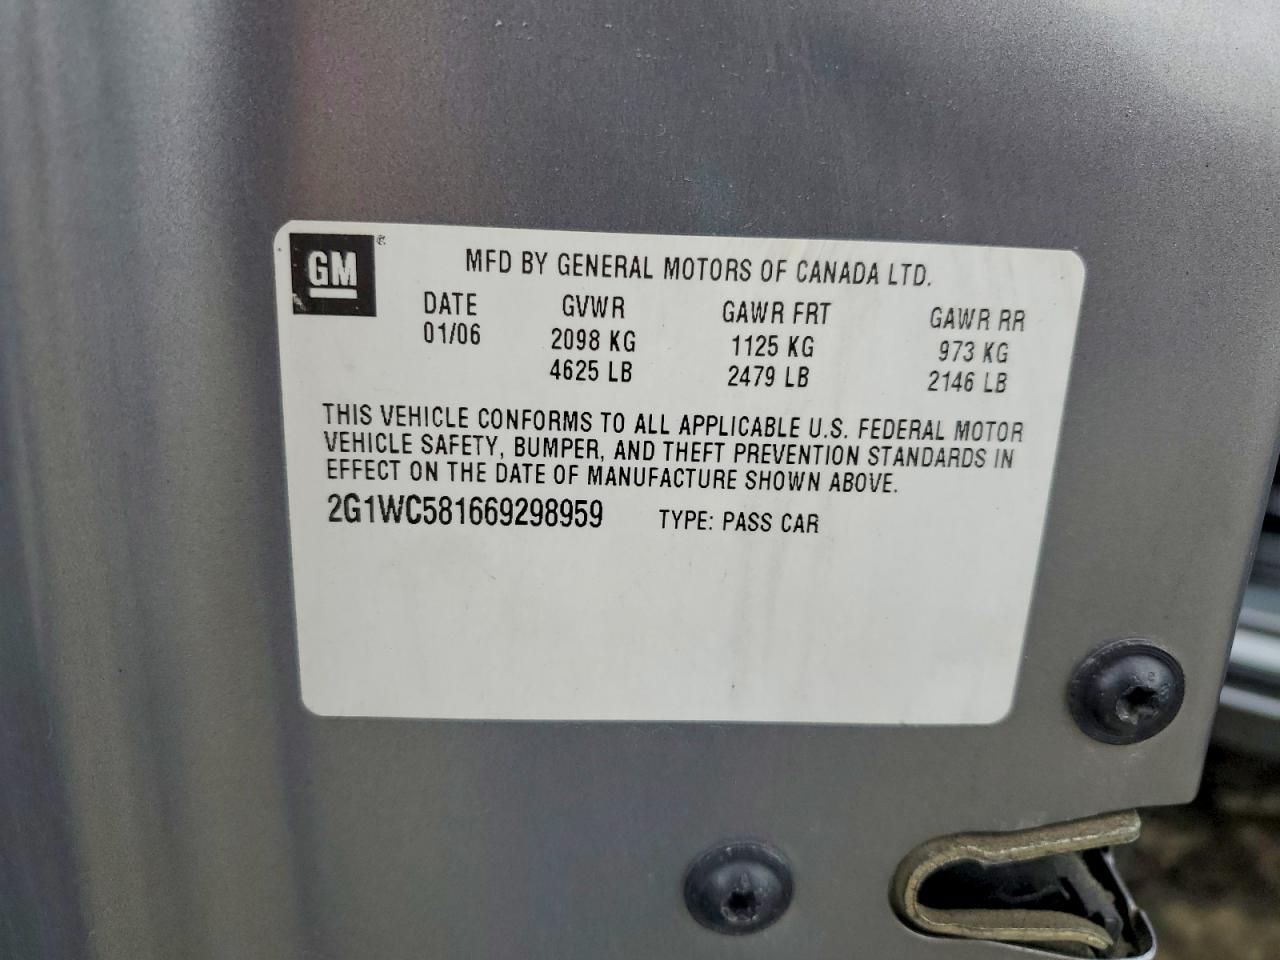 GM ®
MFD BY GENERAL MOTORS OF CANADA LTD.
DATE GVWR GAWR FRT GAWR RR
01/06 2098 KG 1125 KG 973 KG
4625 LB 2479 LB 2146 LB
THIS VEHICLE CONFORMS TO ALL APPLICABLE U.S. FEDERAL MOTOR
VEHICLE SAFETY, BUMPER, AND THEFT PREVENTION STANDARDS IN
EFFECT ON THE DATE OF MANUFACTURE SHOWN ABOVE.
2G1WC581669298959 TYPE: PASS CAR